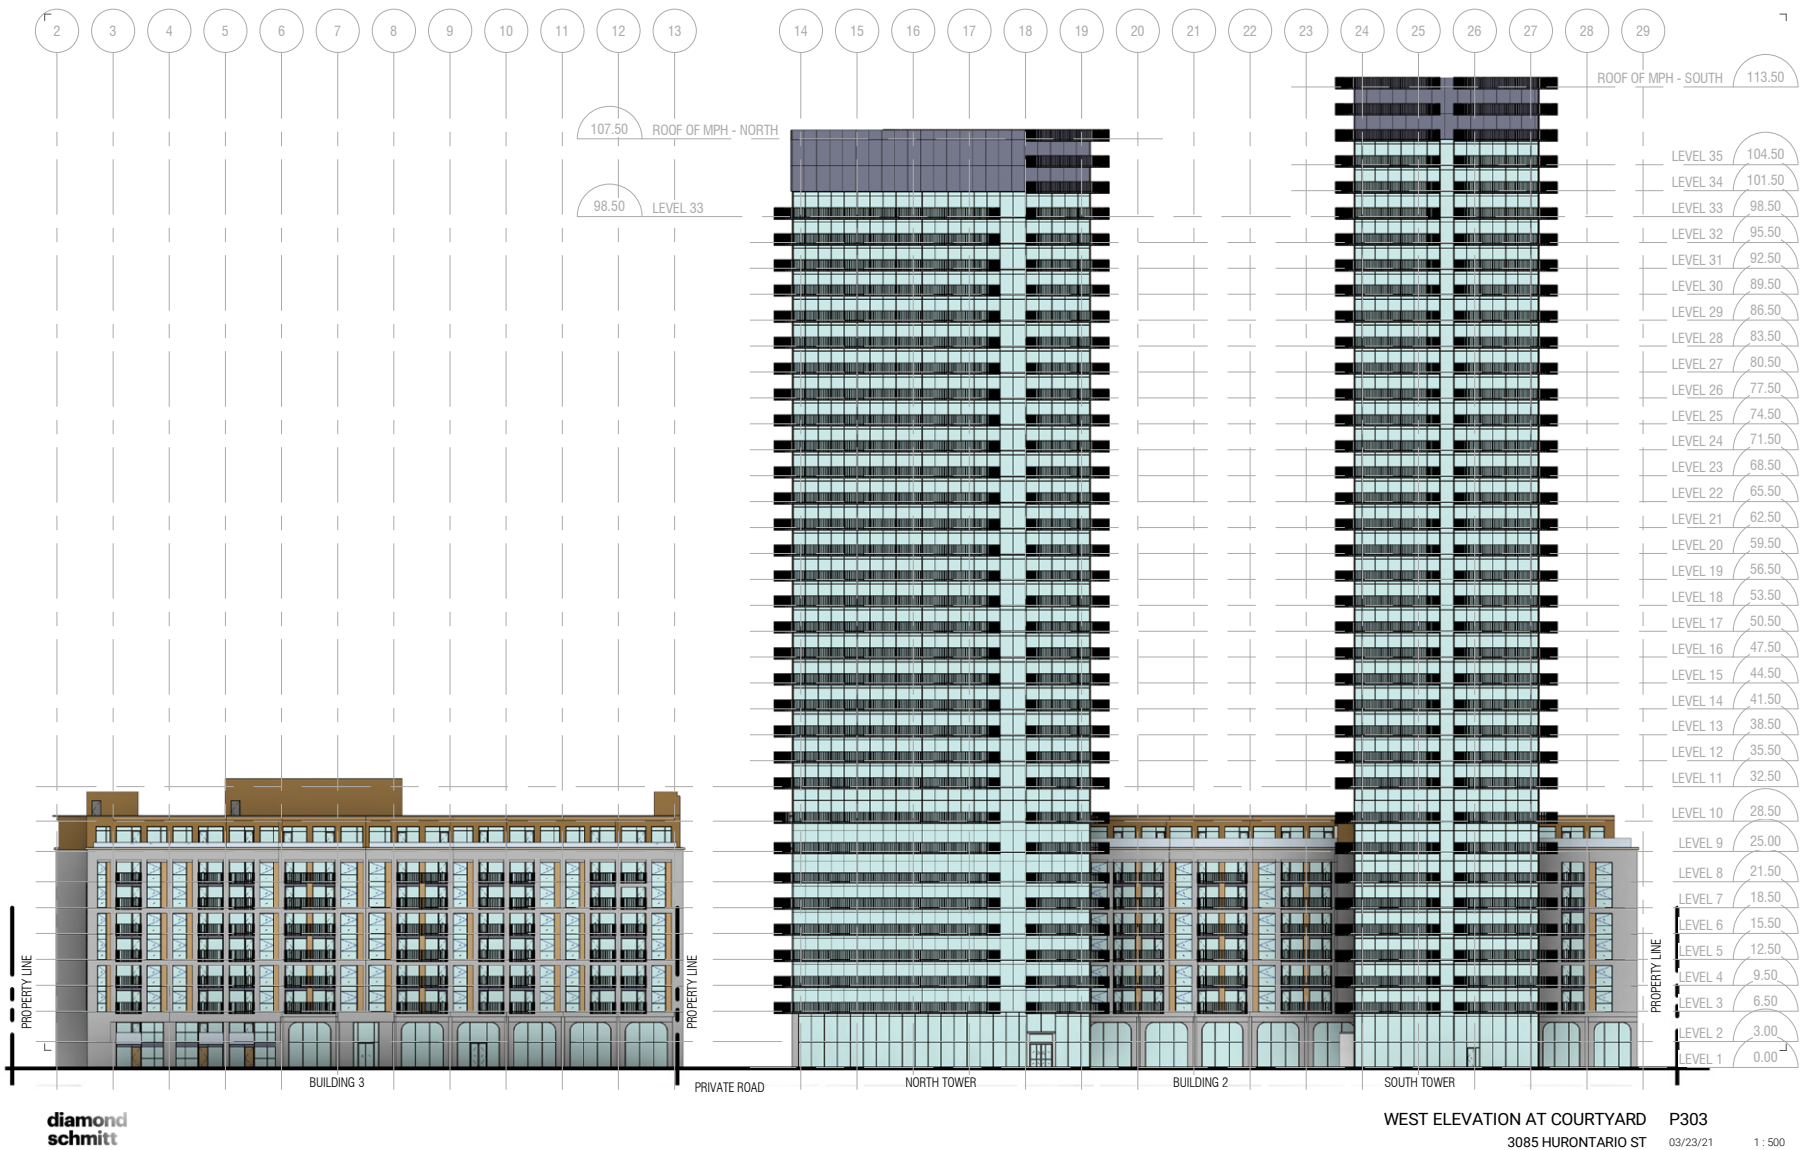 2 3 4 5 6 7 8 9 10 11 12 13 14 15 16 17 18 19 20 21 22 23 24 25 26 27 28 29
ROOF OF MPH - SOUTH 113.50
107.50 ROOF OF MPH - NORTH
LEVEL 35 104.50
LEVEL 34 101.50
98.50 LEVEL 33
LEVEL 33 98.50
LEVEL 32 95.50
LEVEL 31 92.50
LEVEL 30 89.50
LEVEL 29 86.50
LEVEL 28 83.50
LEVEL 27 80.50
LEVEL 26 77.50
LEVEL 25 74.50
LEVEL 24 71.50
LEVEL 23 68.50
LEVEL 22 65.50
LEVEL 21 62.50
LEVEL 20 59.50
LEVEL 19 56.50
LEVEL 18 53.50
LEVEL 17 50.50
LEVEL 16 47.50
LEVEL 15 44.50
LEVEL 14 41.50
LEVEL 13 38.50
LEVEL 12 35.50
LEVEL 11 32.50
LEVEL 10 28.50
LEVEL 9 25.00
LEVEL 8 21.50
LEVEL 7 18.50
LEVEL 6 15.50
LEVEL 5 12.50
LEVEL 4 9.50
LEVEL 3 6.50
LEVEL 2 3.00
LEVEL 1 0.00
PROPERTY LINE
PROPERTY LINE
PROPERTY LINE
BUILDING 3
PRIVATE ROAD
NORTH TOWER
BUILDING 2
SOUTH TOWER
diamond
schmitt
WEST ELEVATION AT COURTYARD P303
3085 HURONTARIO ST 03/23/21 1 : 500